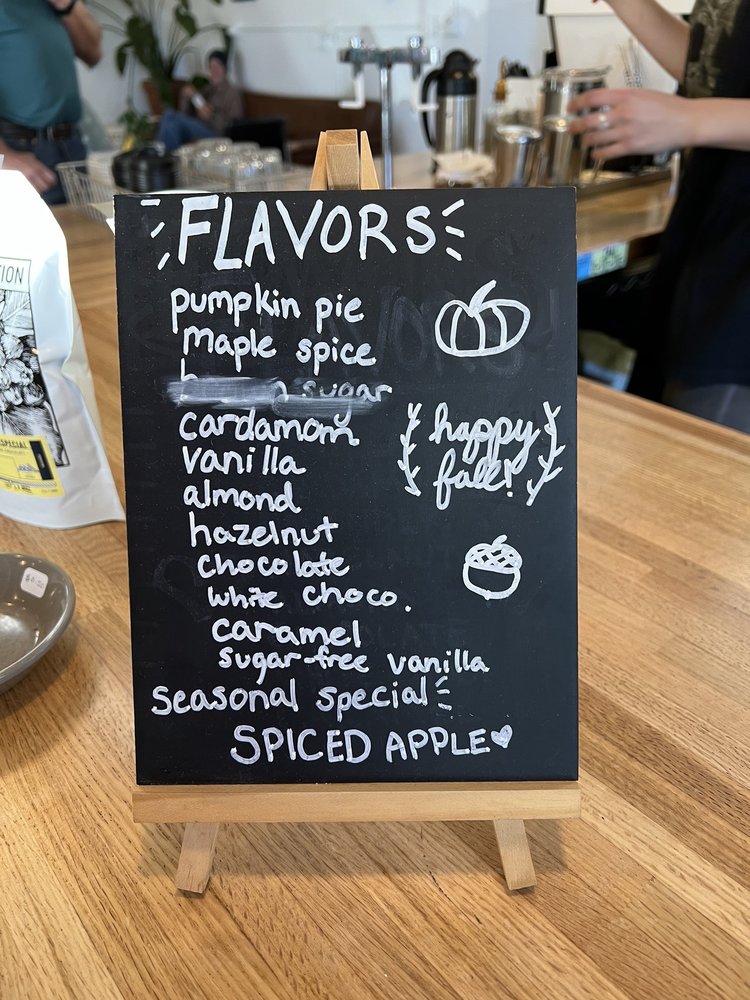 FLAVORS
pumpkin pie
maple spice
sugar
cardamom
vanilla
almond
hazelnut
chocolate
white choco.
caramel
sugar-free vanilla
seasonal special
SPICED APPLE
happy
fall!